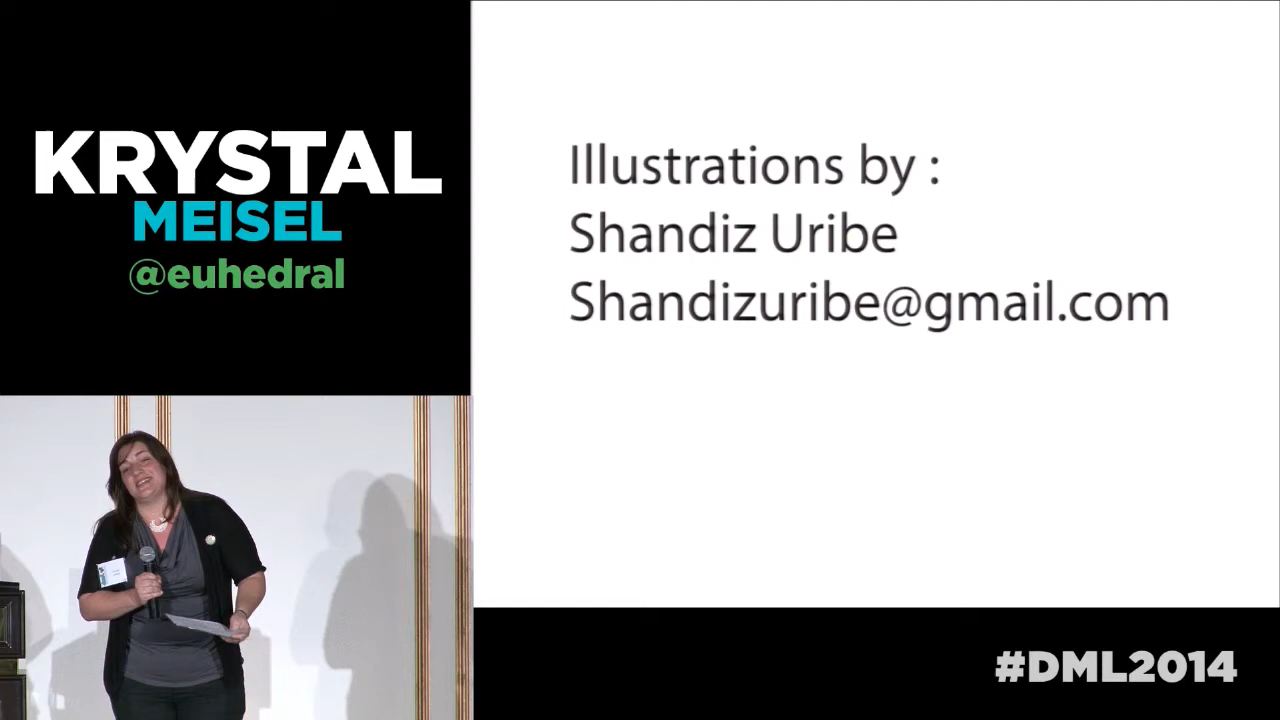 KRYSTAL
MEISEL
@euhedral
Illustrations by :
Shandiz Uribe
Shandizuribe@gmail.com
#DML2014